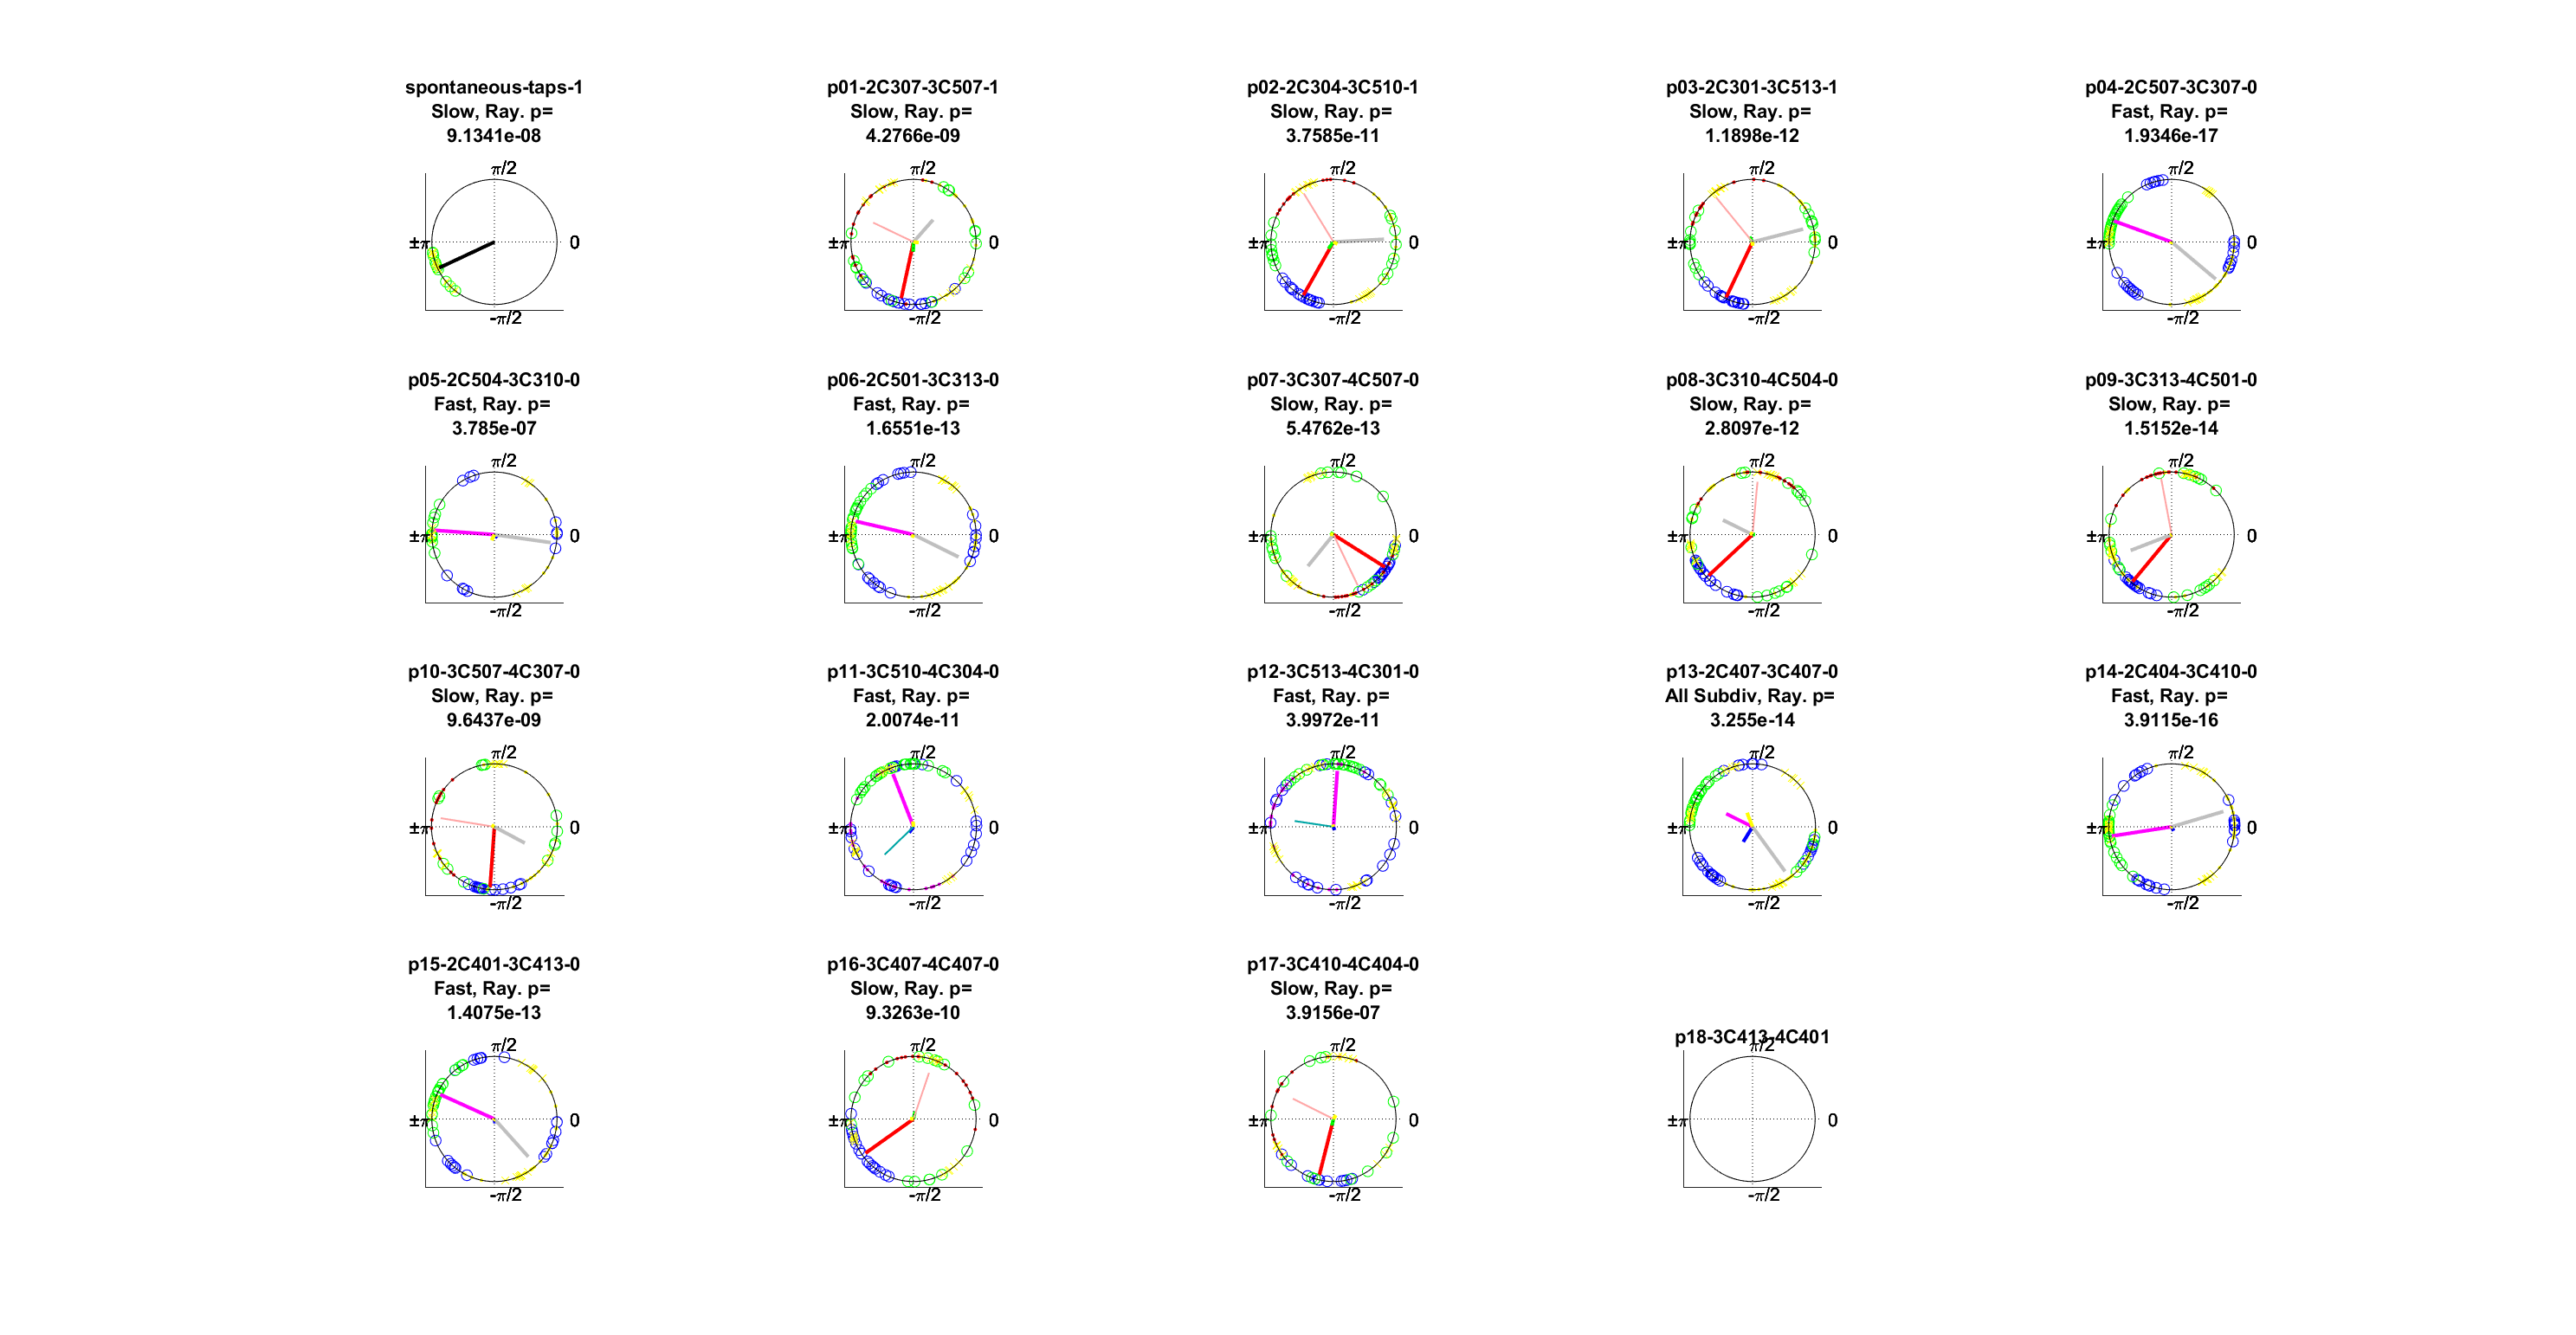 spontaneous-taps-1
Slow, Ray. p=
9.1341e-08
π/2
±π
0
-π/2
p01-2C307-3C507-1
Slow, Ray. p=
4.2766e-09
π/2
±π
0
-π/2
p02-2C304-3C510-1
Slow, Ray. p=
3.7585e-11
π/2
±π
0
-π/2
p03-2C301-3C513-1
Slow, Ray. p=
1.1898e-12
π/2
±π
0
-π/2
p04-2C507-3C307-0
Fast, Ray. p=
1.9346e-17
π/2
±π
0
-π/2
p05-2C504-3C310-0
Fast, Ray. p=
3.785e-07
π/2
±π
0
-π/2
p06-2C501-3C313-0
Fast, Ray. p=
1.6551e-13
π/2
±π
0
-π/2
p07-3C307-4C507-0
Slow, Ray. p=
5.4762e-13
π/2
±π
0
-π/2
p08-3C310-4C504-0
Slow, Ray. p=
2.8097e-12
π/2
±π
0
-π/2
p09-3C313-4C501-0
Slow, Ray. p=
1.5152e-14
π/2
±π
0
-π/2
p10-3C507-4C307-0
Slow, Ray. p=
9.6437e-09
π/2
±π
0
-π/2
p11-3C510-4C304-0
Fast, Ray. p=
2.0074e-11
π/2
±π
0
-π/2
p12-3C513-4C301-0
Fast, Ray. p=
3.9972e-11
π/2
±π
0
-π/2
p13-2C407-3C407-0
All Subdiv, Ray. p=
3.255e-14
π/2
±π
0
-π/2
p14-2C404-3C410-0
Fast, Ray. p=
3.9115e-16
π/2
±π
0
-π/2
p15-2C401-3C413-0
Fast, Ray. p=
1.4075e-13
π/2
±π
0
-π/2
p16-3C407-4C407-0
Slow, Ray. p=
9.3263e-10
π/2
±π
0
-π/2
p17-3C410-4C404-0
Slow, Ray. p=
3.9156e-07
π/2
±π
0
-π/2
p18-3C413-4C401
π/2
±π
0
-π/2